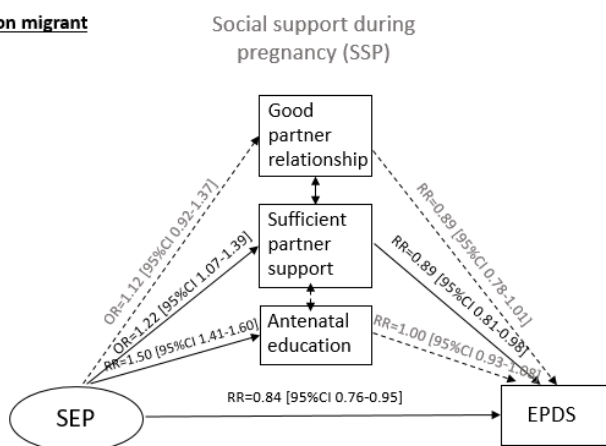 on migrant
Social support during
pregnancy (SSP)
Good
partner
relationship
Sufficient
partner
support
Antenatal
education
OR=1.12 [95%CI 0.92-1.37]
OR=1.22 [95%CI 1.07-1.39]
RR=1.50 [95%CI 1.41-1.60]
RR=0.89 [95%CI 0.78-1.01]
RR=0.89 [95%CI 0.81-0.98]
RR=1.00 [95%CI 0.93-1.08]
RR=0.84 [95%CI 0.76-0.95]
SEP
EPDS